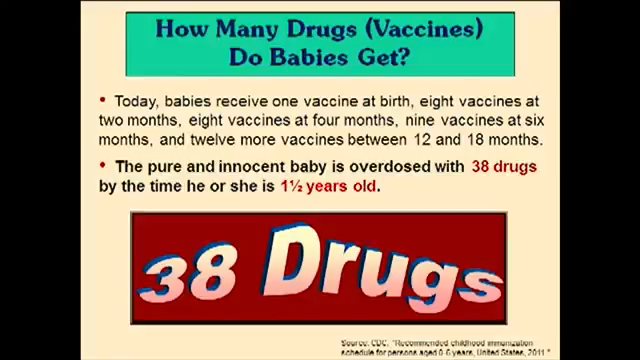 How Many Drugs (Vaccines)
Do Babies Get?
• Today, babies receive one vaccine at birth, eight vaccines at
two months, eight vaccines at four months, nine vaccines at six
months, and twelve more vaccines between 12 and 18 months.
• The pure and innocent baby is overdosed with 38 drugs
by the time he or she is 1½ years old.
38 Drugs
Source: CDC. "Recommended childhood immunization
schedule for persons aged 0-6 years, United States, 2011."